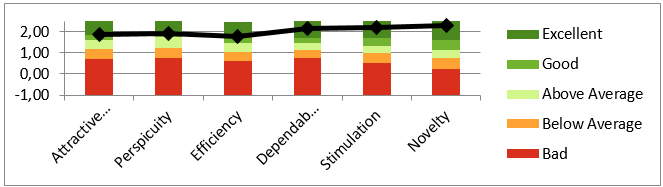 2,00
1,00
0,00
-1,00
Attractive...
Perspicuity
Efficiency
Dependab...
Stimulation
Novelty
Excellent
Good
Above Average
Below Average
Bad